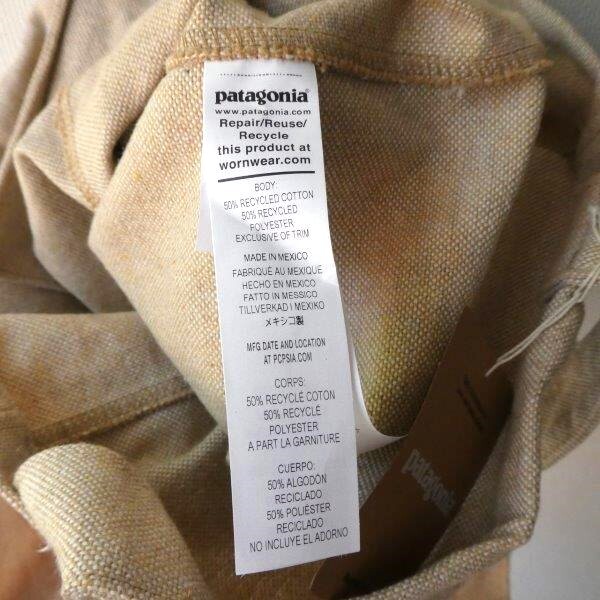 patagonia®
www.patagonia.com
Repair/Reuse/
Recycle
this product at
wornwear.com
BODY:
50% RECYCLED COTTON
50% RECYCLED
POLYESTER
EXCLUSIVE OF TRIM
MADE IN MEXICO
FABRIQUÉ AU MEXIQUE
HECHO EN MEXICO
FATTO IN MESSICO
TILLVERKAD I MEXIKO
メキシコ製
MFG DATE AND LOCATION
AT PCPSIA.COM
CORPS:
50% RECYCLÉ COTON
50% RECYCLÉ
POLYESTER
A PART LA GARNITURE
CUERPO:
50% ALGODÓN
RECICLADO
50% POLIÉSTER
RECICLADO
NO INCLUYE EL ADORNO
patagonia